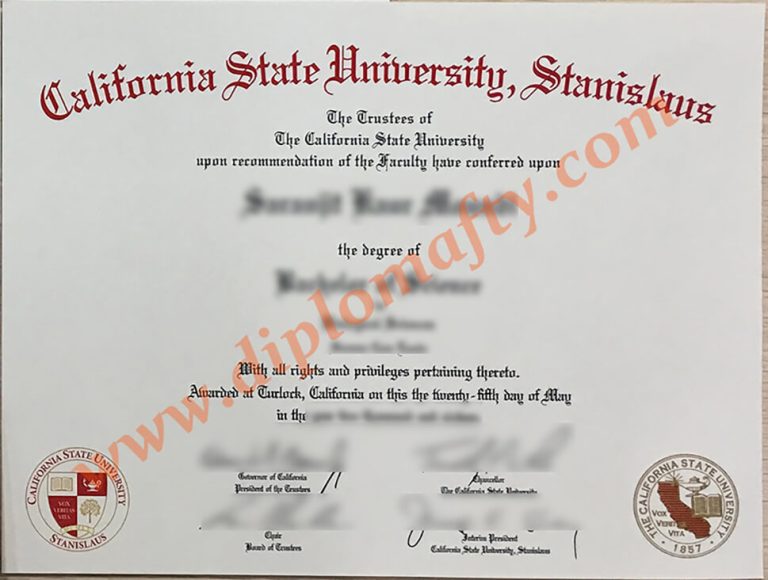 California State University, Stanislaus
The Trustees of
The California State University
upon recommendation of the Faculty have conferred upon
the degree of
Bachelor of Science
With all rights and privileges pertaining thereto.
Awarded at Turlock, California on this the twenty-fifth day of May
in the
Governor of California
President of the Trustees
Chancellor
The California State University
Chair
Board of Trustees
Interim President
California State University, Stanislaus
CALIFORNIA STATE UNIVERSITY
VOX
VERITAS
VITA
STANISLAUS
THE CALIFORNIA STATE UNIVERSITY
VOX
VERITAS
VITA
1857
www.diplomafty.com